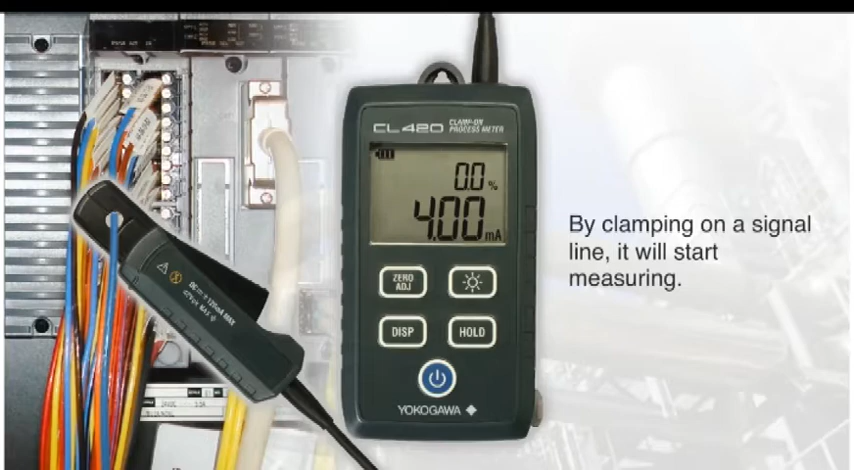 CL420 CLAMP-ON
PROCESS METER
0.0 %
4.00 mA
ZERO
ADJ
DISP
HOLD
YOKOGAWA
By clamping on a signal
line, it will start
measuring.